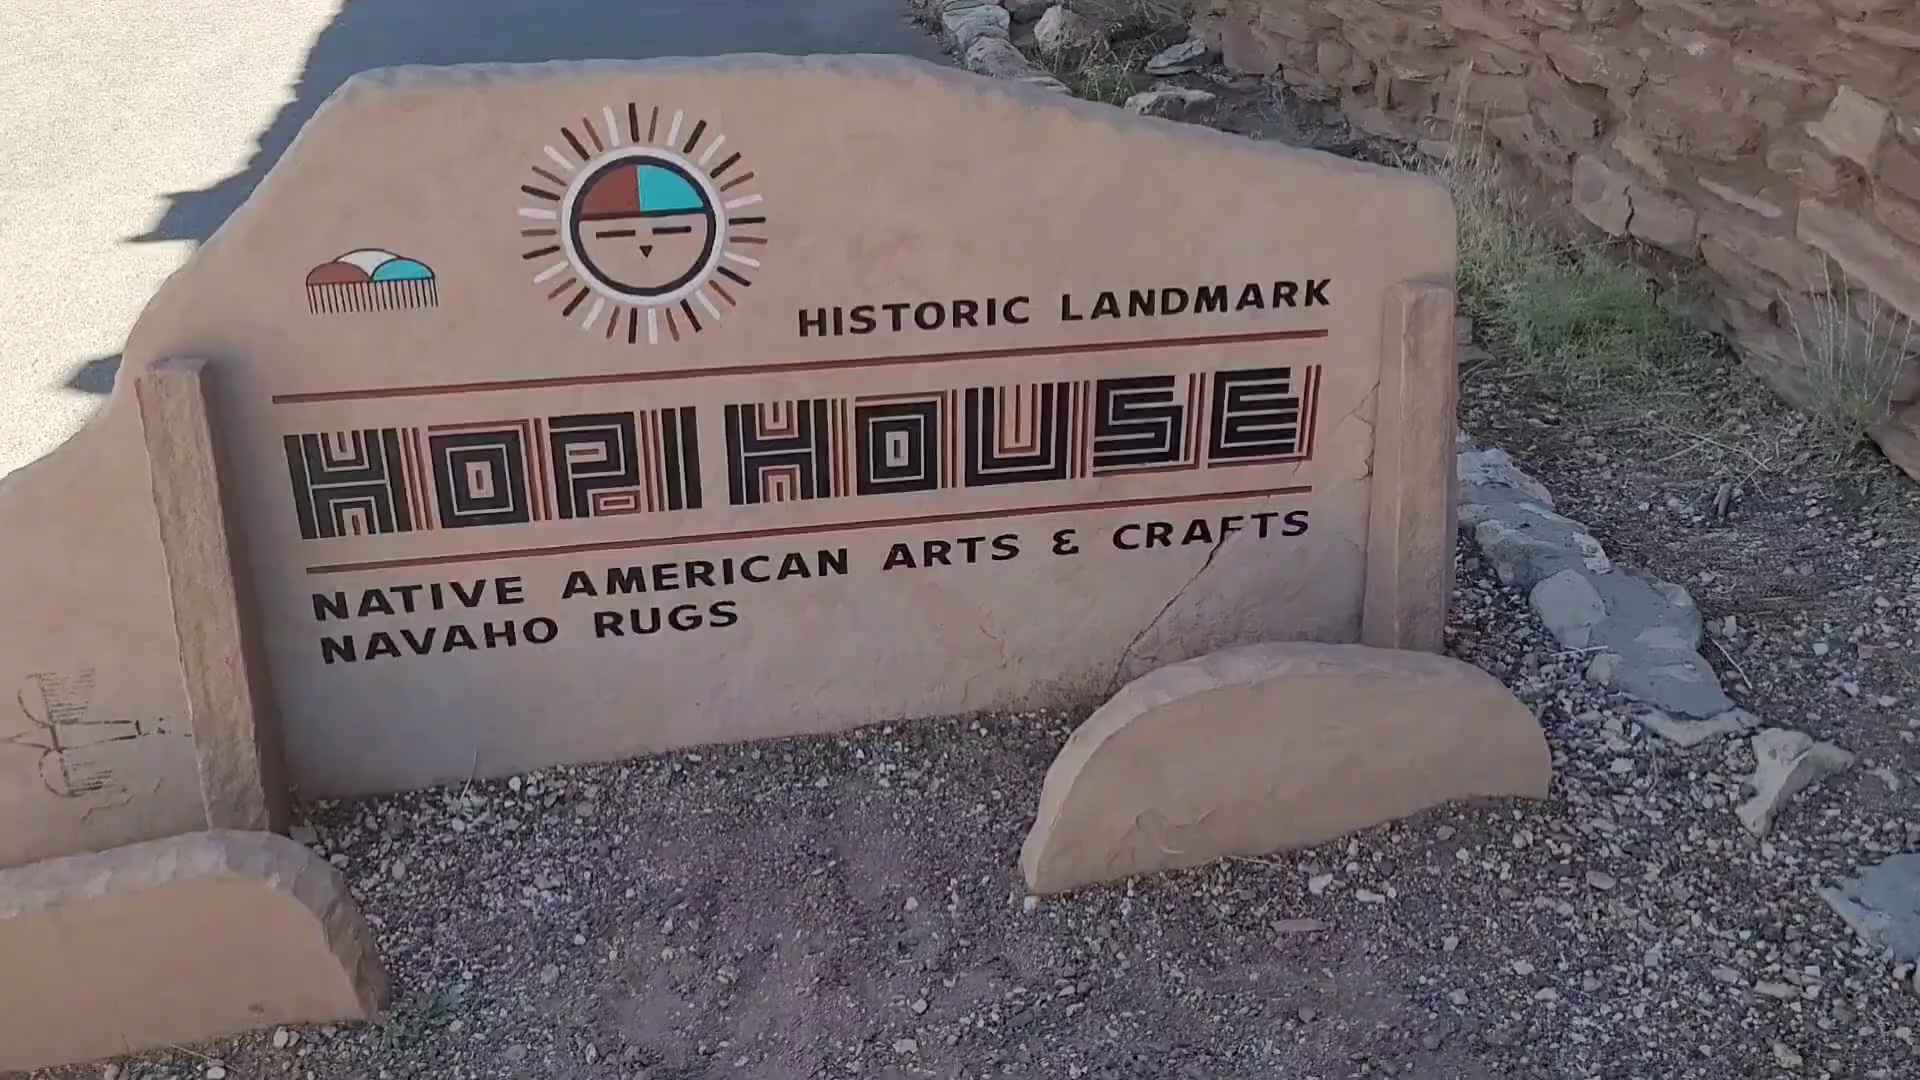 HISTORIC LANDMARK
HOPI HOUSE
NATIVE AMERICAN ARTS & CRAFTS
NAVAHO RUGS